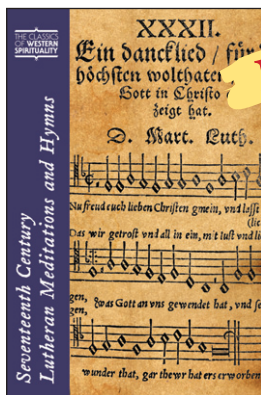 THE CLASSICS
OF WESTERN
SPIRITUALITY
Seventeenth Century
Lutheran Meditations and Hymns
XXXII.
Ein dancklied / für
höchsten wolthaten
Gott in Christo
zeigt hat.
D. Mart. Luth.
Nu freud euch lieben Christen gmein, vnd lasst
Das wir getrost vnd all in ein, mit lust vnd lie
gen, was Gott an vns gewendet hat, vnd se
gen,
wunder that, gar thewr hat ers erworben